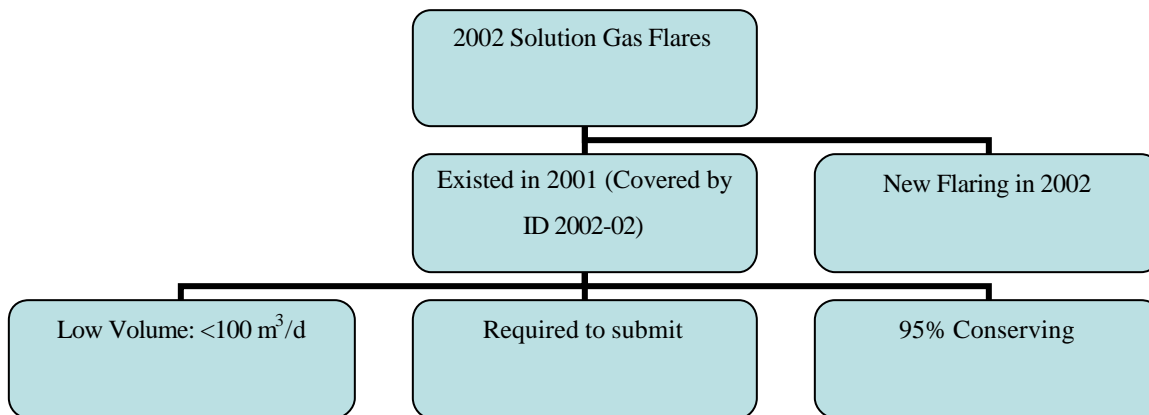 2002 Solution Gas Flares
Existed in 2001 (Covered by
ID 2002-02)
New Flaring in 2002
Low Volume: <100 m³/d
Required to submit
95% Conserving